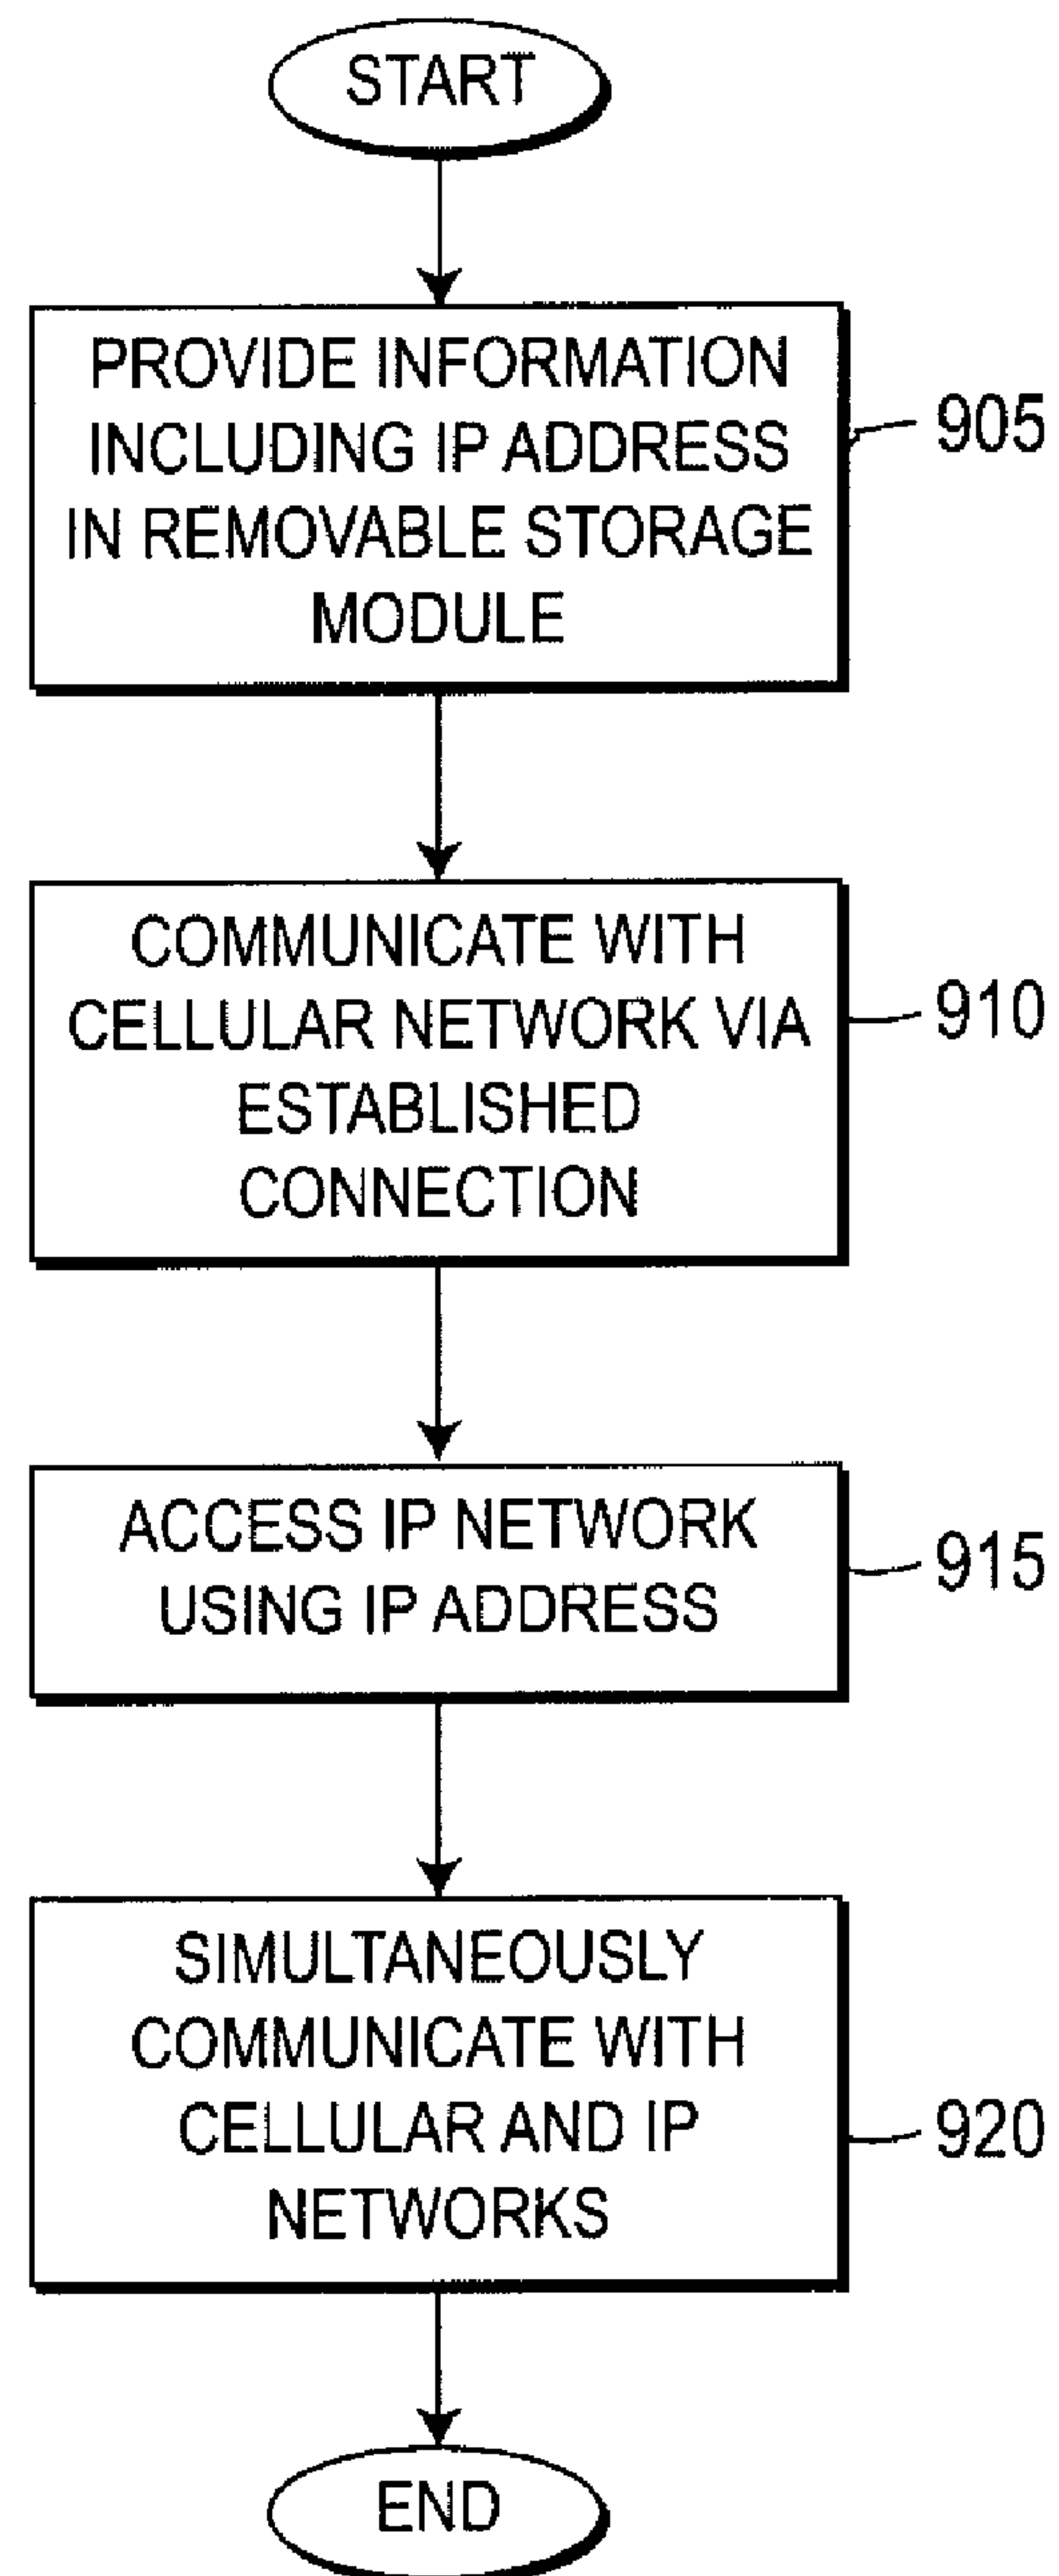 START
PROVIDE INFORMATION
INCLUDING IP ADDRESS
IN REMOVABLE STORAGE
MODULE
905
COMMUNICATE WITH
CELLULAR NETWORK VIA
ESTABLISHED
CONNECTION
910
ACCESS IP NETWORK
USING IP ADDRESS
915
SIMULTANEOUSLY
COMMUNICATE WITH
CELLULAR AND IP
NETWORKS
920
END